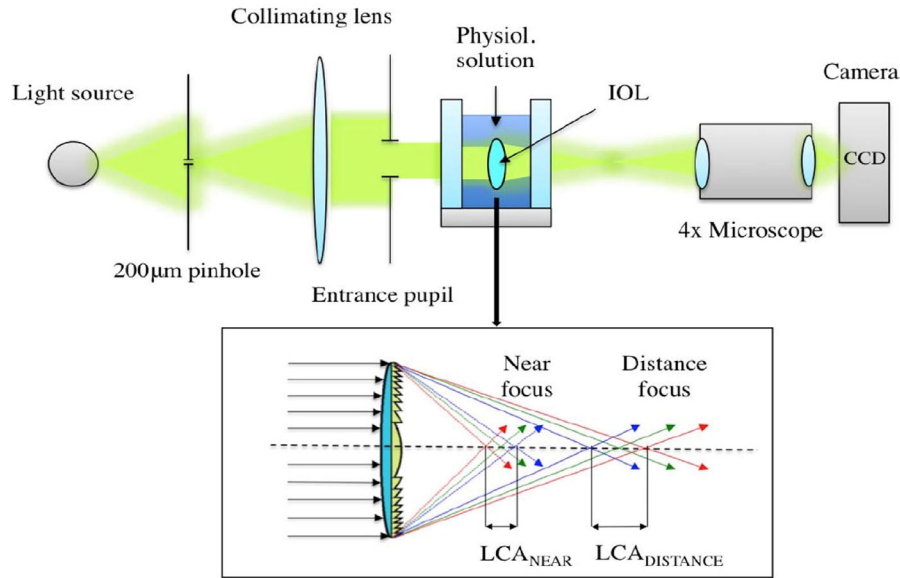 Collimating lens
Physiol.
solution
Light source
IOL
Camera
CCD
200µm pinhole
Entrance pupil
4x Microscope
Near
focus
Distance
focus
LCA_NEAR
LCA_DISTANCE